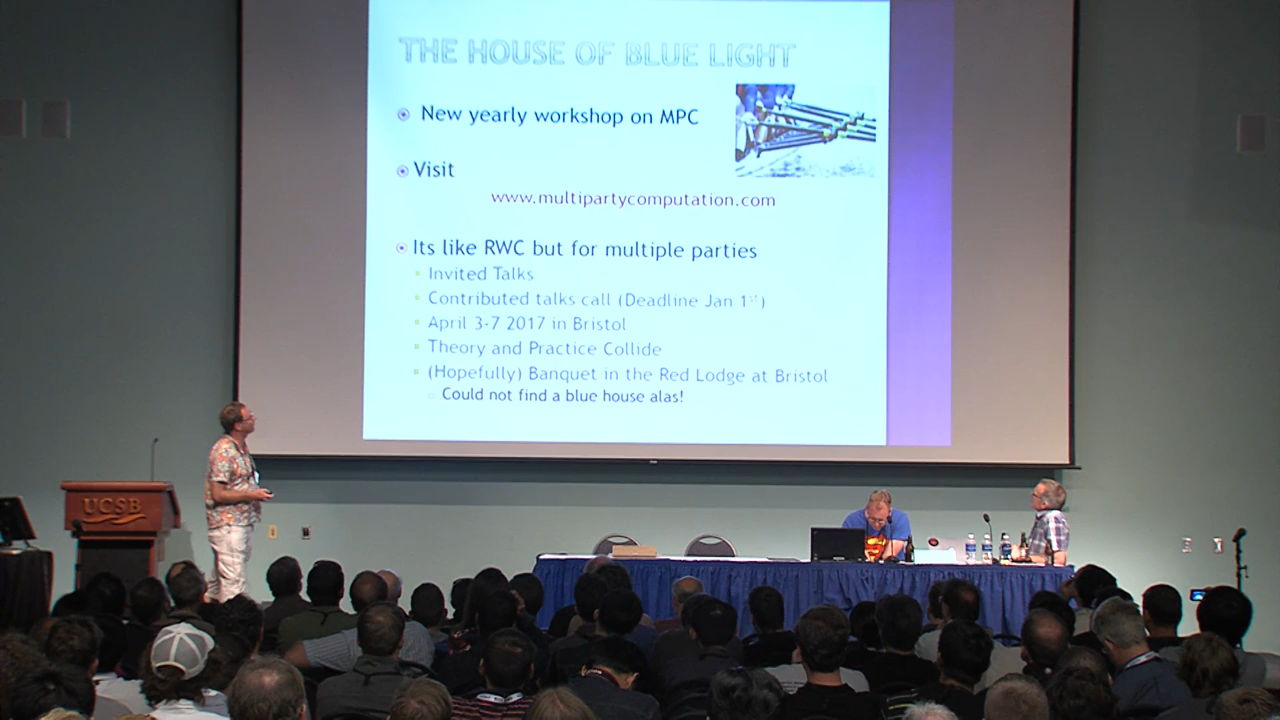 THE HOUSE OF BLUE LIGHT
New yearly workshop on MPC
Visit
www.multipartycomputation.com
Its like RWC but for multiple parties
Invited Talks
Contributed talks call (Deadline Jan 1st)
April 3-7 2017 in Bristol
Theory and Practice Collide
(Hopefully) Banquet in the Red Lodge at Bristol
Could not find a blue house alas!
UCSB